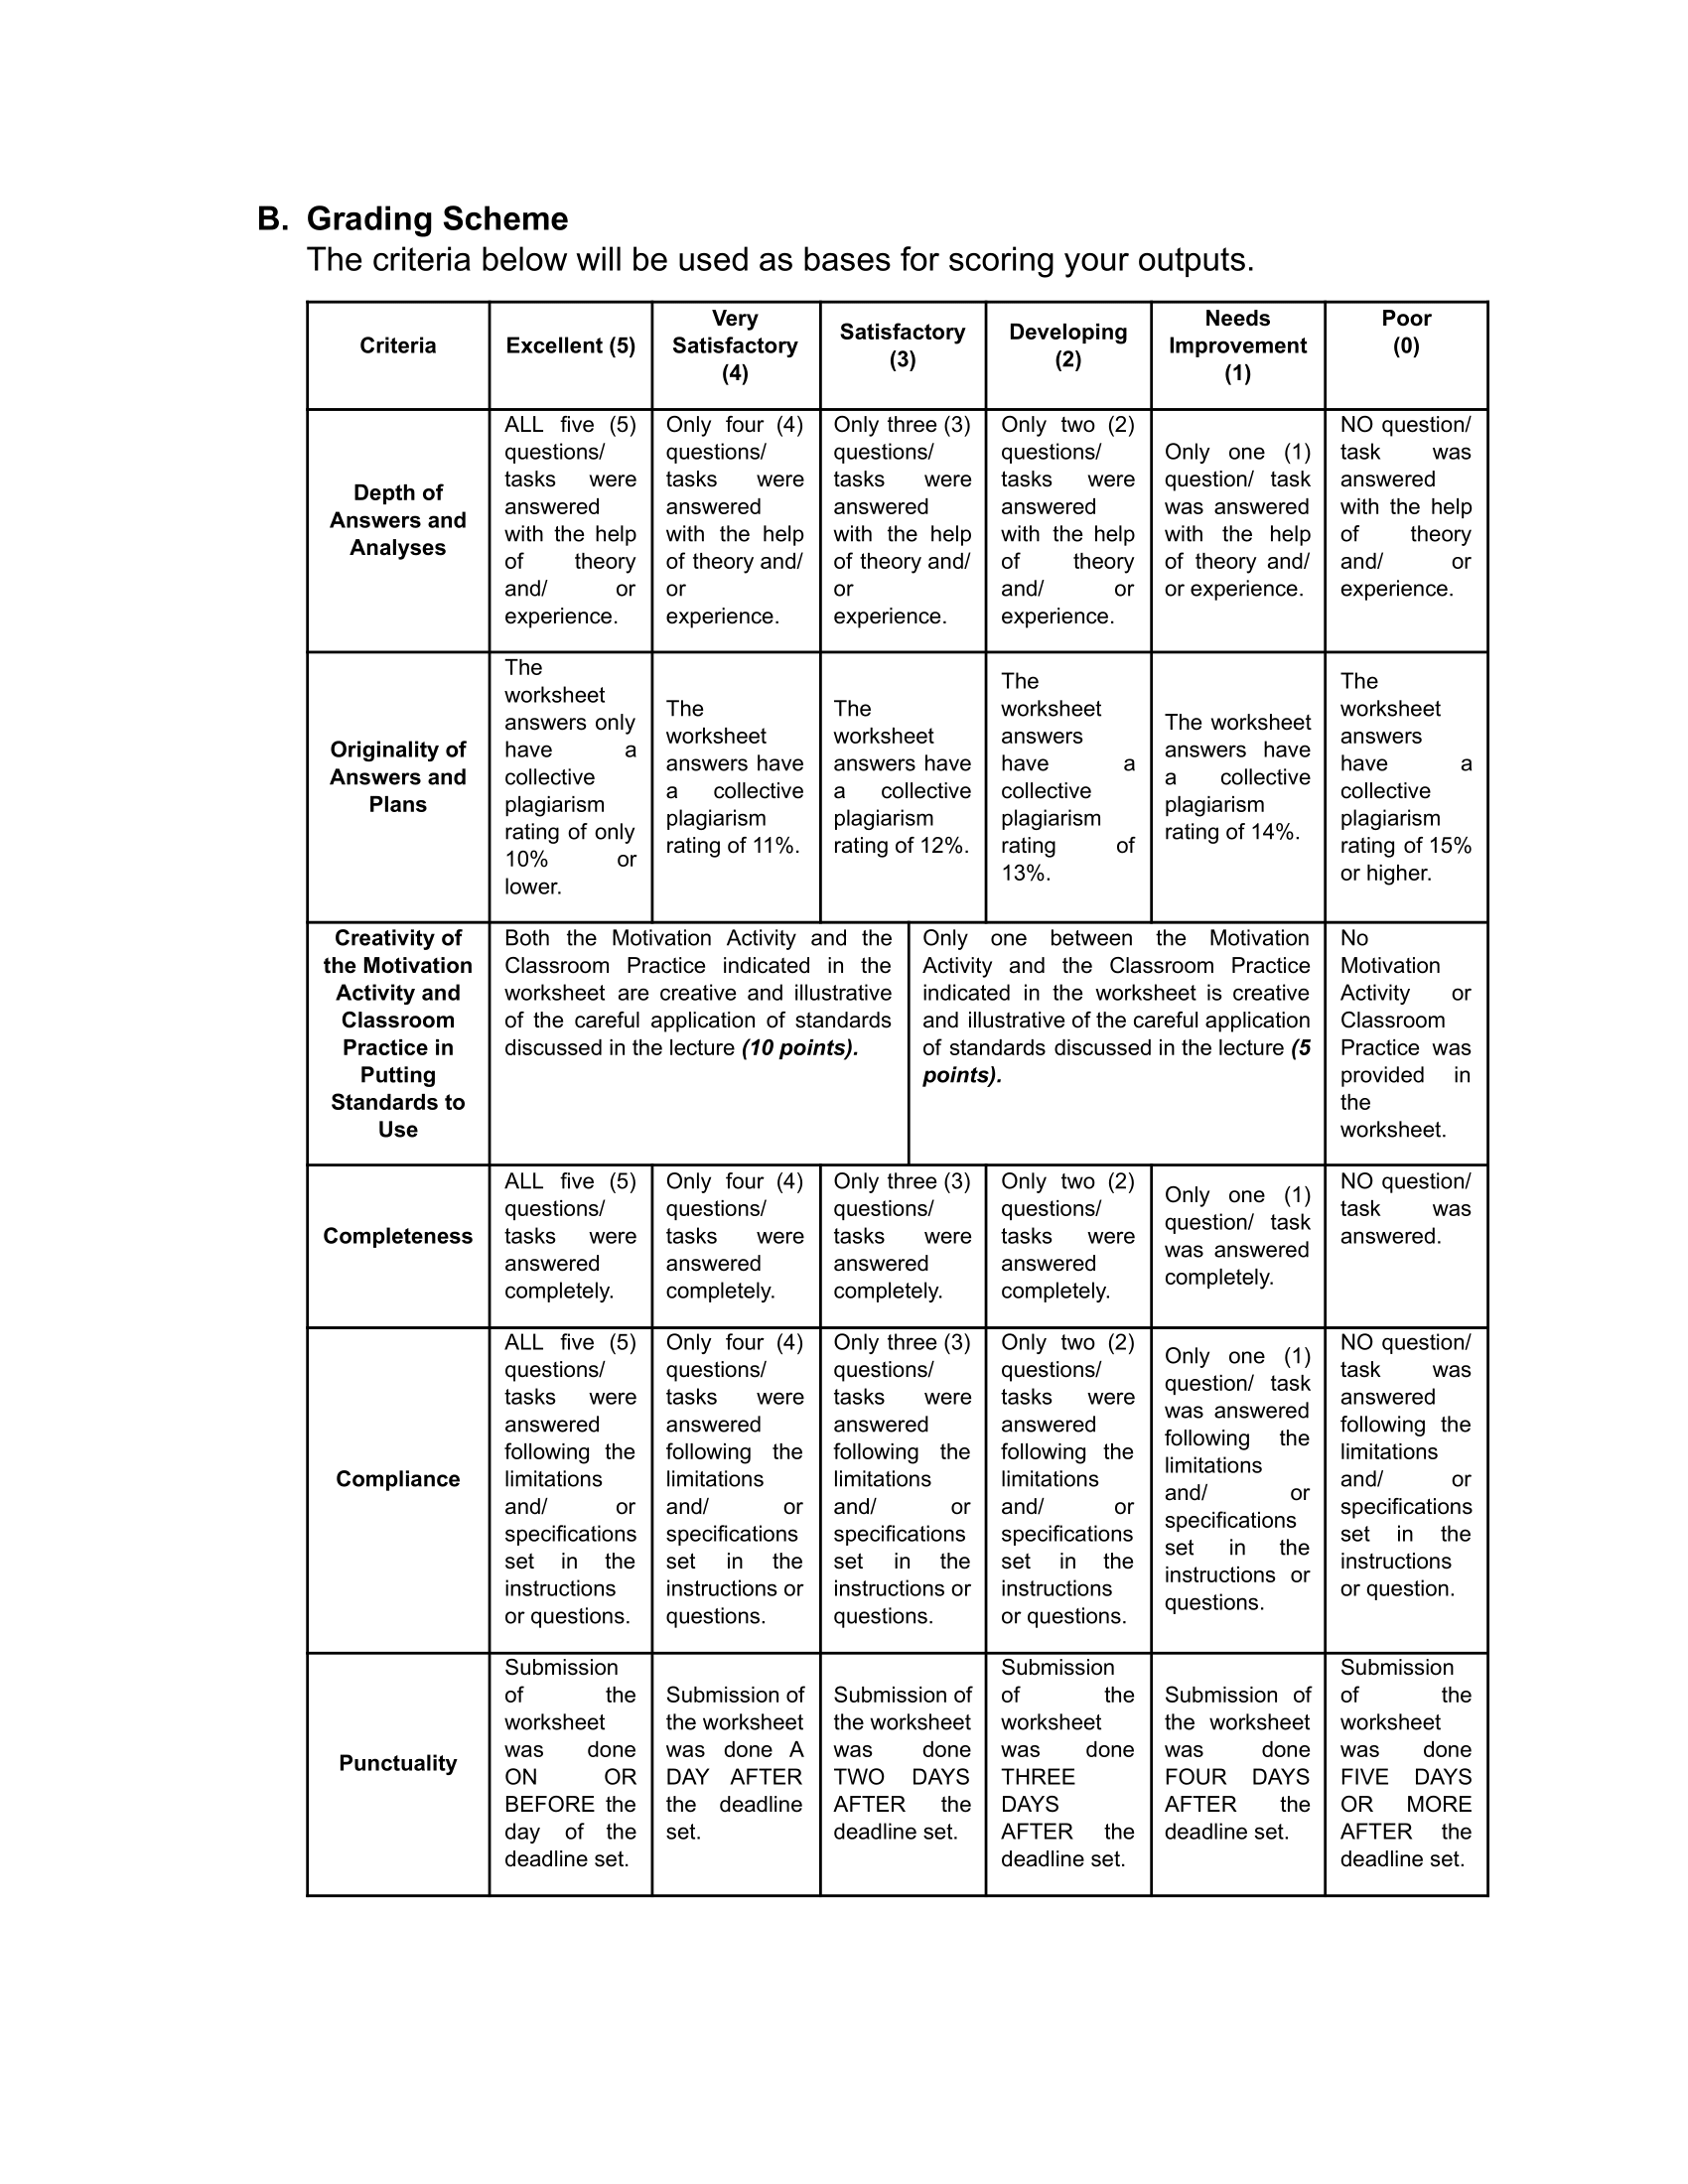 B. Grading Scheme
The criteria below will be used as bases for scoring your outputs.
Criteria
Excellent (5)
Very
Satisfactory
(4)
Satisfactory
(3)
Developing
(2)
Needs
Improvement
(1)
Poor
(0)
Depth of
Answers and
Analyses
ALL five (5)
questions/
tasks were
answered
with the help
of theory
and/ or
experience.
Only four (4)
questions/
tasks were
answered
with the help
of theory and/
or
experience.
Only three (3)
questions/
tasks were
answered
with the help
of theory and/
or
experience.
Only two (2)
questions/
tasks were
answered
with the help
of theory
and/ or
experience.
Only one (1)
question/ task
was answered
with the help
of theory and/
or experience.
NO question/
task was
answered
with the help
of theory
and/ or
experience.
Originality of
Answers and
Plans
The
worksheet
answers only
have a
collective
plagiarism
rating of only
10% or
lower.
The
worksheet
answers have
a collective
plagiarism
rating of 11%.
The
worksheet
answers have
a collective
plagiarism
rating of 12%.
The
worksheet
answers
have a
collective
plagiarism
rating of
13%.
The worksheet
answers have
a collective
plagiarism
rating of 14%.
The
worksheet
answers
have a
collective
plagiarism
rating of 15%
or higher.
Creativity of
the Motivation
Activity and
Classroom
Practice in
Putting
Standards to
Use
Both the Motivation Activity and the
Classroom Practice indicated in the
worksheet are creative and illustrative
of the careful application of standards
discussed in the lecture (10 points).
Only one between the Motivation
Activity and the Classroom Practice
indicated in the worksheet is creative
and illustrative of the careful application
of standards discussed in the lecture (5
points).
No
Motivation
Activity or
Classroom
Practice was
provided in
the
worksheet.
Completeness
ALL five (5)
questions/
tasks were
answered
completely.
Only four (4)
questions/
tasks were
answered
completely.
Only three (3)
questions/
tasks were
answered
completely.
Only two (2)
questions/
tasks were
answered
completely.
Only one (1)
question/ task
was answered
completely.
NO question/
task was
answered.
Compliance
ALL five (5)
questions/
tasks were
answered
following the
limitations
and/ or
specifications
set in the
instructions
or questions.
Only four (4)
questions/
tasks were
answered
following the
limitations
and/ or
specifications
set in the
instructions or
questions.
Only three (3)
questions/
tasks were
answered
following the
limitations
and/ or
specifications
set in the
instructions or
questions.
Only two (2)
questions/
tasks were
answered
following the
limitations
and/ or
specifications
set in the
instructions
or questions.
Only one (1)
question/ task
was answered
following the
limitations
and/ or
specifications
set in the
instructions or
questions.
NO question/
task was
answered
following the
limitations
and/ or
specifications
set in the
instructions
or question.
Punctuality
Submission
of the
worksheet
was done
ON OR
BEFORE the
day of the
deadline set.
Submission of
the worksheet
was done A
DAY AFTER
the deadline
set.
Submission of
the worksheet
was done
TWO DAYS
AFTER the
deadline set.
Submission
of the
worksheet
was done
THREE
DAYS
AFTER the
deadline set.
Submission of
the worksheet
was done
FOUR DAYS
AFTER the
deadline set.
Submission
of the
worksheet
was done
FIVE DAYS
OR MORE
AFTER the
deadline set.